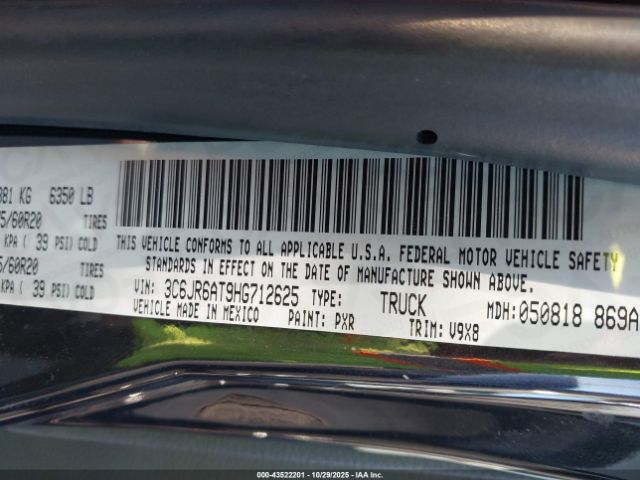 081 KG 6350 LB
5/60R20 TIRES
KPA ( 39 PSI) COLD
5/60R20 TIRES
KPA ( 39 PSI) COLD
THIS VEHICLE CONFORMS TO ALL APPLICABLE U.S.A. FEDERAL MOTOR VEHICLE SAFETY
STANDARDS IN EFFECT ON THE DATE OF MANUFACTURE SHOWN ABOVE.
VIN: 3C6JR6AT9HG712625 TYPE: TRUCK MDH: 050818 869A
VEHICLE MADE IN MEXICO PAINT: PXR TRIM: V9X8
000-43522201 - 10/29/2025 - IAA Inc.